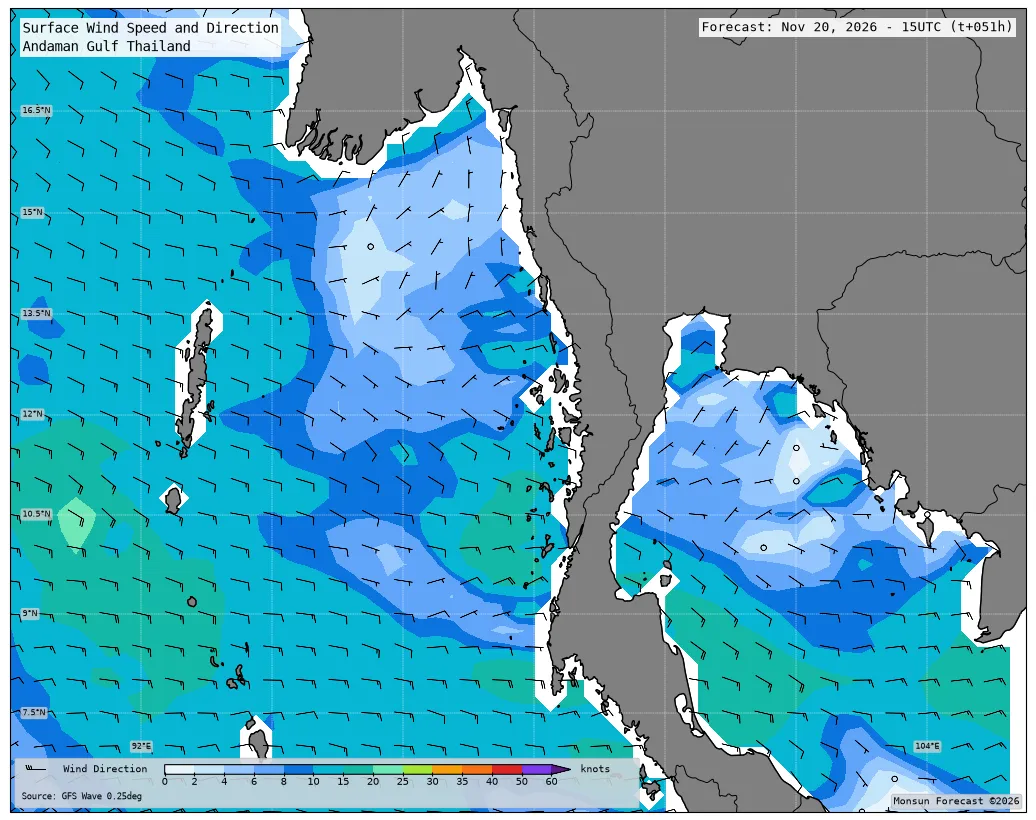 Surface Wind Speed and Direction
Andaman Gulf Thailand
Forecast: Nov 20, 2026 - 15UTC (t+051h)
16.5°N
15°N
13.5°N
12°N
10.5°N
9°N
7.5°N
92°E
104°E
Wind Direction
knots
0 2 4 6 8 10 15 20 25 30 35 40 50 60
Source: GFS Wave 0.25deg
Monsun Forecast ©2026